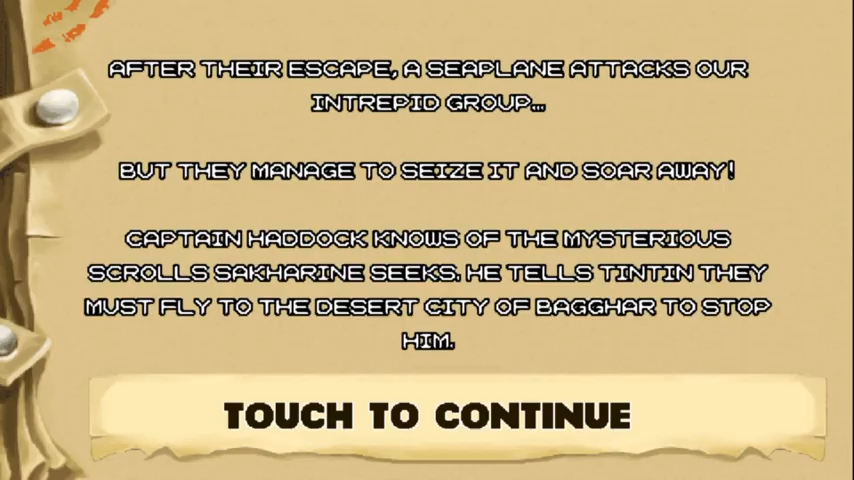 AFTER THEIR ESCAPE, A SEAPLANE ATTACKS OUR
INTREPID GROUP...
BUT THEY MANAGE TO SEIZE IT AND SOAR AWAY!
CAPTAIN HADDOCK KNOWS OF THE MYSTERIOUS
SCROLLS SAKHARINE SEEKS. HE TELLS TINTIN THEY
MUST FLY TO THE DESERT CITY OF BAGGHAR TO STOP
HIM.
TOUCH TO CONTINUE